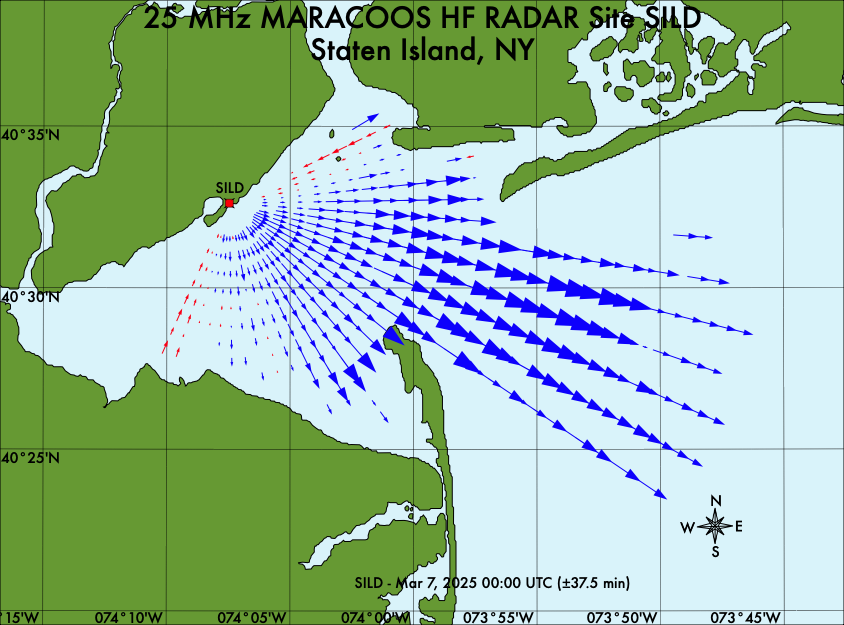 25 MHz MARACOOS HF RADAR Site SILD
Staten Island, NY
40°35'N
SILD
40°30'N
40°25'N
N
W E
S
SILD - Mar 7, 2025 00:00 UTC (±37.5 min)
15'W 074°10'W 074°05'W 074°00'W 073°55'W 073°50'W 073°45'W